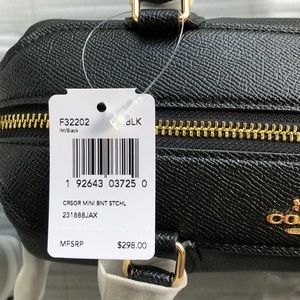 F32202 BLK
IM/Black
1 92643 03725 0
CRSGR MINI BNT STCHL
231888JAX
MFSRP $298.00